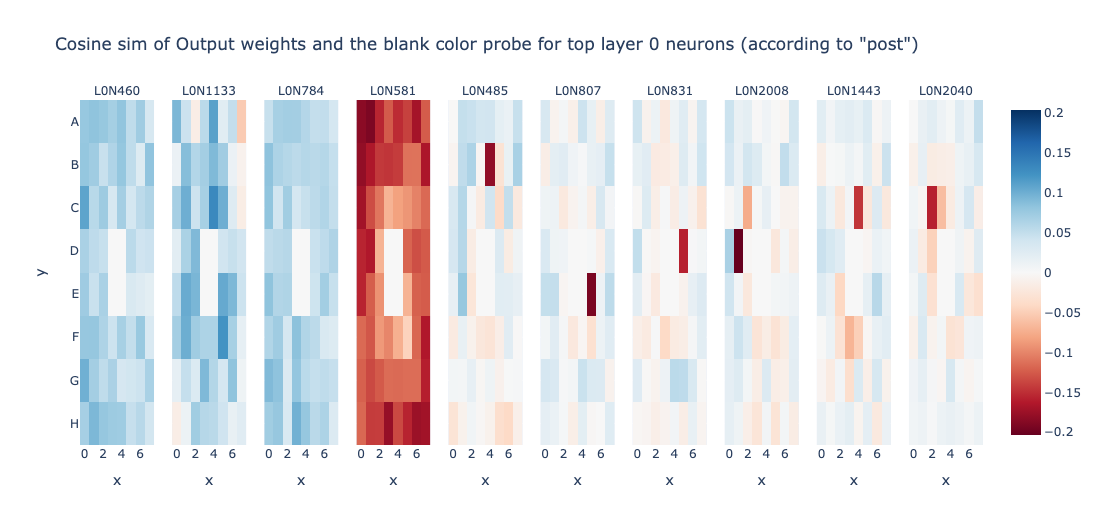 Cosine sim of Output weights and the blank color probe for top layer 0 neurons (according to "post")
L0N460 L0N1133 L0N784 L0N581 L0N485 L0N807 L0N831 L0N2008 L0N1443 L0N2040
A
B
C
D
E
F
G
H
y
0 2 4 6 0 2 4 6 0 2 4 6 0 2 4 6 0 2 4 6 0 2 4 6 0 2 4 6 0 2 4 6 0 2 4 6 0 2 4 6
x x x x x x x x x x
0.2
0.15
0.1
0.05
0
−0.05
−0.1
−0.15
−0.2